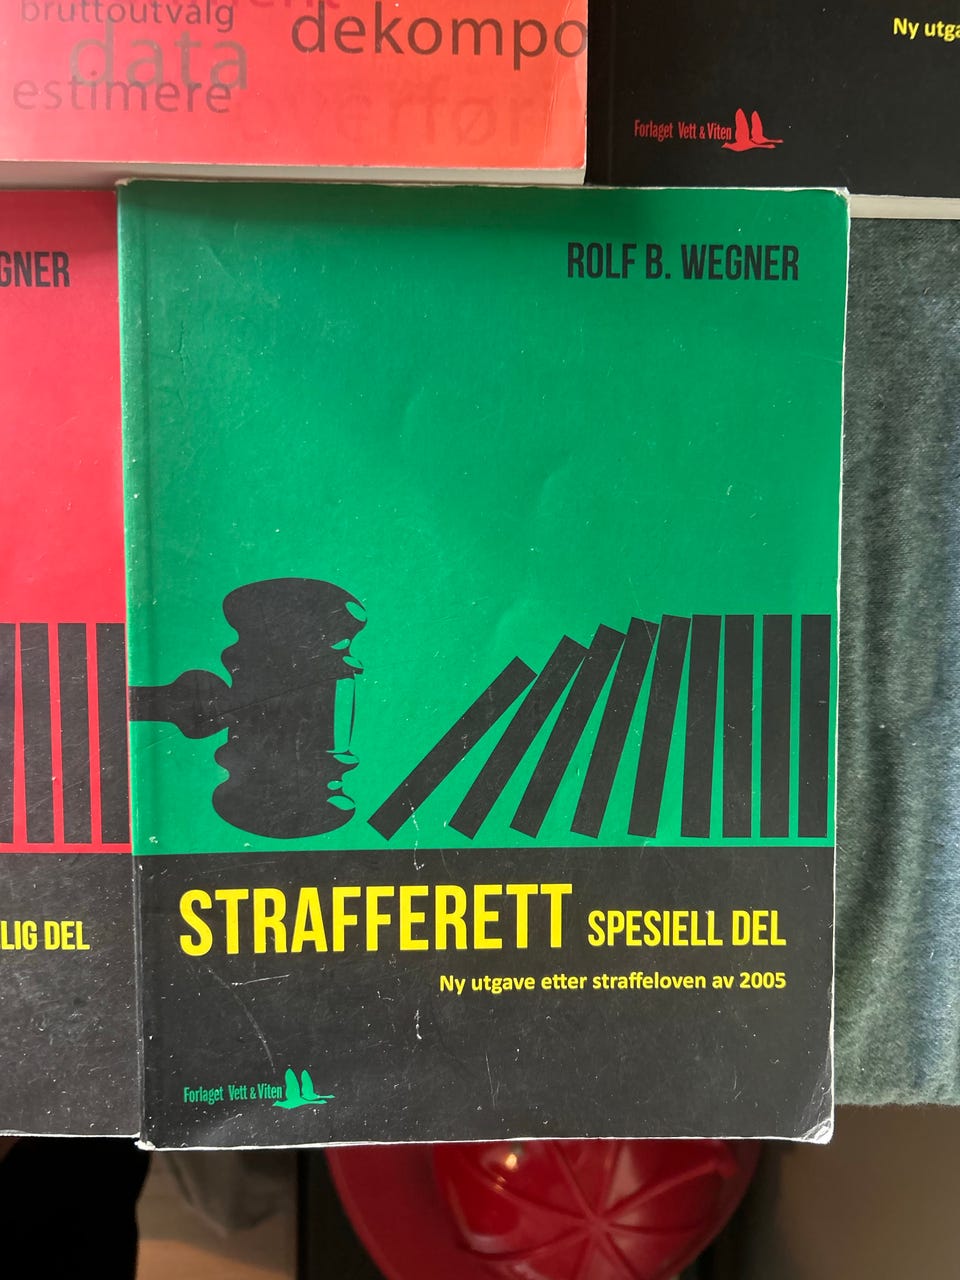 bruttoutvalg
dekompo
data
estimere
overføri
Ny utga
Forlaget Vett & Viten
GNER
ROLF B. WEGNER
LIG DEL
STRAFFERETT SPESIELL DEL
Ny utgave etter straffeloven av 2005
Forlaget Vett & Viten